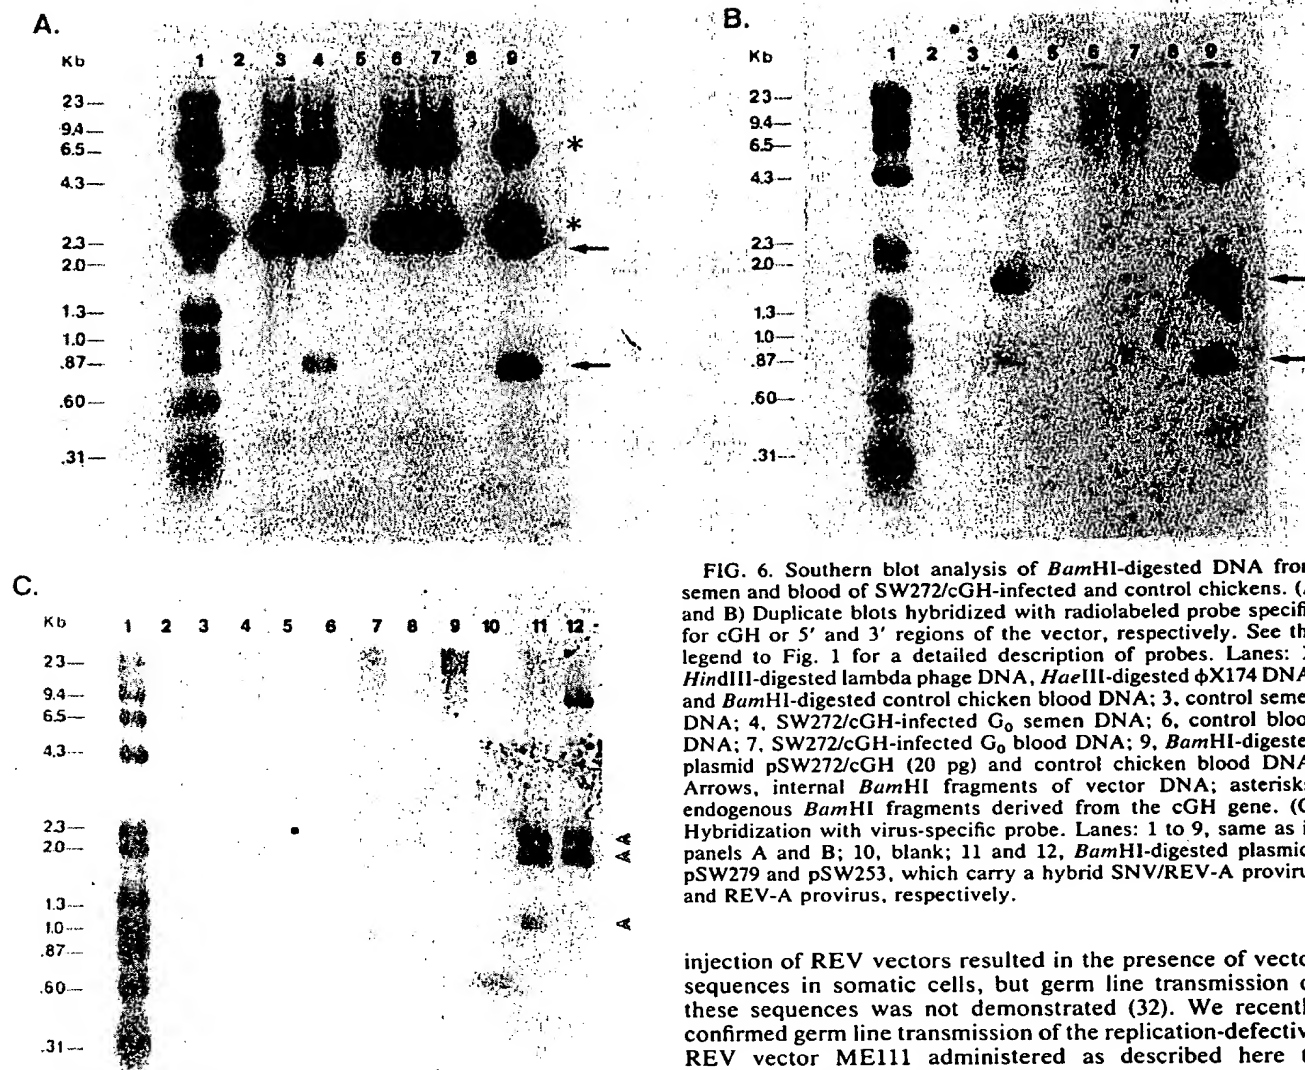 A.
Kb 1 2 3 4 5 6 7 8 9
23
9.4
6.5
*
4.3
*
2.3
2.0
1.3
1.0
.87
.60
.31
B.
Kb 1 2 3 4 5 6 7 8 9
23
9.4
6.5
4.3
2.3
2.0
1.3
1.0
.87
.60
.31
C.
Kb 1 2 3 4 5 6 7 8 9 10 11 12
23
9.4
6.5
4.3
2.3
2.0
1.3
1.0
.87
.60
.31
FIG. 6. Southern blot analysis of BamHI-digested DNA
semen and blood of SW272/cGH-infected and control chickens.
and B) Duplicate blots hybridized with radiolabeled probe
for cGH or 5' and 3' regions of the vector, respectively. See
legend to Fig. 1 for a detailed description of probes. Lanes:
HindIII-digested lambda phage DNA, HaeIII-digested ϕX174 DNA
and BamHI-digested control chicken blood DNA; 3, control
DNA; 4, SW272/cGH-infected G₀ semen DNA; 6, control
DNA; 7, SW272/cGH-infected G₀ blood DNA; 9,
plasmid pSW272/cGH (20 pg) and control chicken blood DNA
Arrows, internal BamHI fragments of vector DNA;
endogenous BamHI fragments derived from the cGH gene.
Hybridization with virus-specific probe. Lanes: 1 to 9, same as
panels A and B; 10, blank; 11 and 12, BamHI-digested
pSW279 and pSW253, which carry a hybrid SNV/REV-A
and REV-A provirus, respectively.
injection of REV vectors resulted in the presence of
sequences in somatic cells, but germ line transmission
these sequences was not demonstrated (32). We
confirmed germ line transmission of the
REV vector ME111 administered as described here